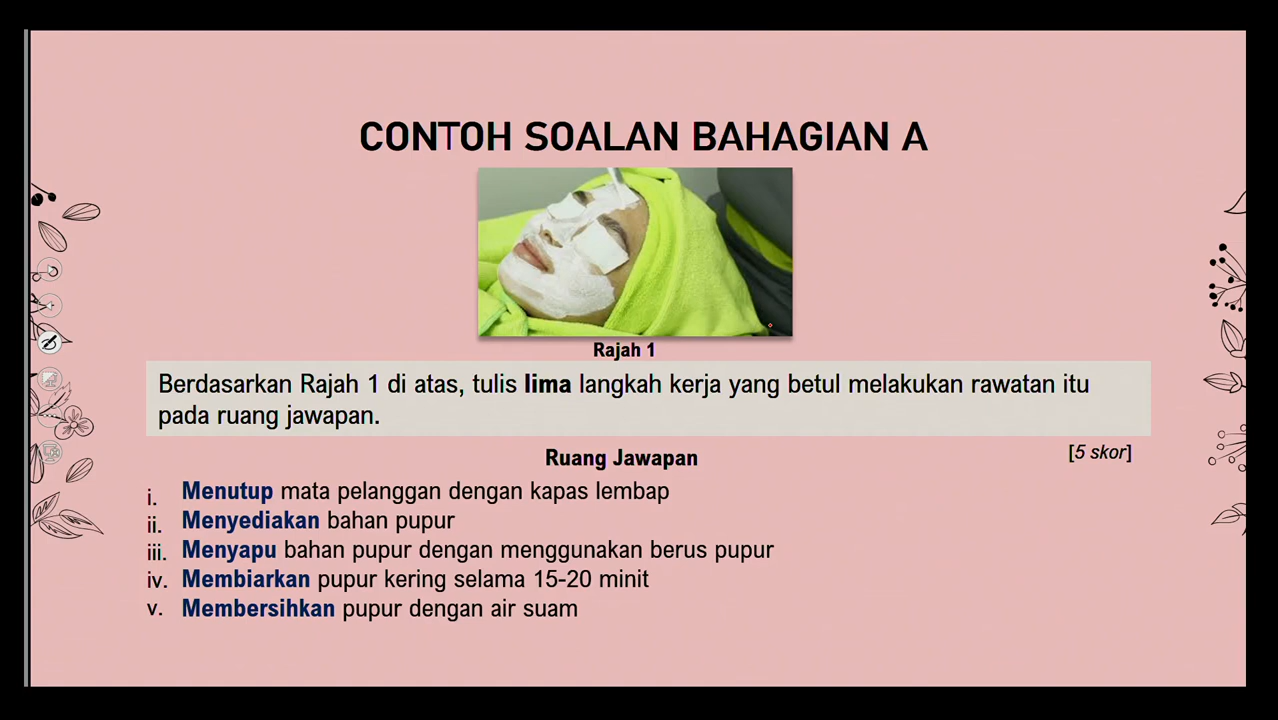 CONTOH SOALAN BAHAGIAN A
Rajah 1
Berdasarkan Rajah 1 di atas, tulis lima langkah kerja yang betul melakukan rawatan itu
pada ruang jawapan.
[5 skor]
Ruang Jawapan
i. Menutup mata pelanggan dengan kapas lembap
ii. Menyediakan bahan pupur
iii. Menyapu bahan pupur dengan menggunakan berus pupur
iv. Membiarkan pupur kering selama 15-20 minit
v. Membersihkan pupur dengan air suam